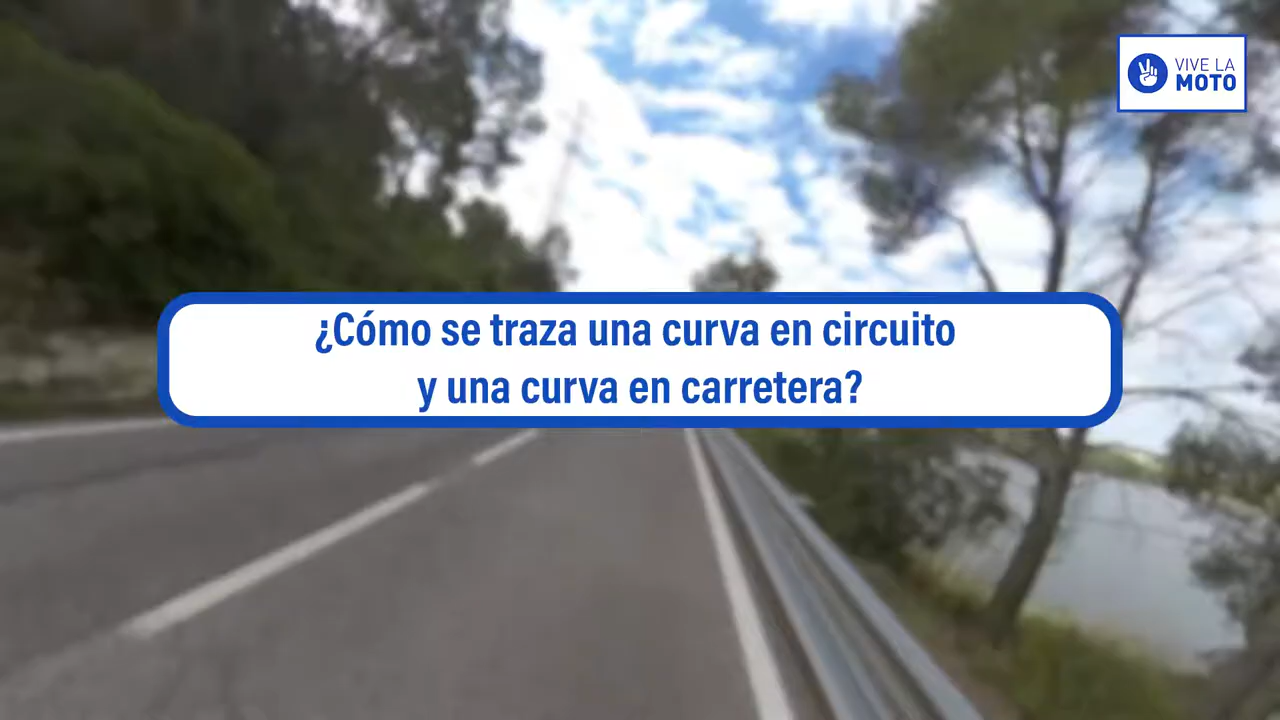 VIVE LA
MOTO
¿Cómo se traza una curva en circuito
y una curva en carretera?